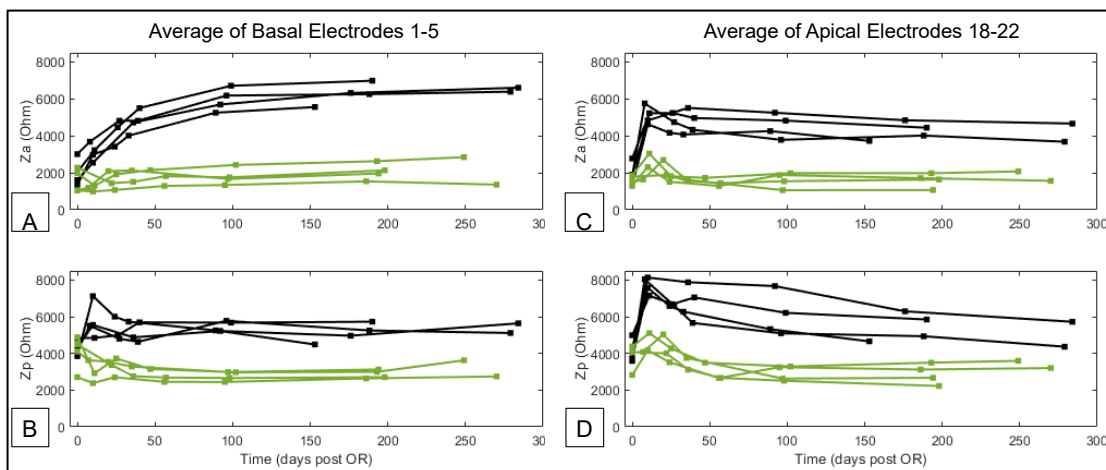 Average of Basal Electrodes 1-5
Average of Apical Electrodes 18-22
8000
6000
4000
2000
0
Za (Ohm)
0 50 100 150 200 250 30
A
8000
6000
4000
2000
0
Za (Ohm)
0 50 100 150 200 250 300
C
8000
6000
4000
2000
0
Zp (Ohm)
0 50 100 150 200 250 30
Time (days post OR)
B
8000
6000
4000
2000
0
Zp (Ohm)
0 50 100 150 200 250 300
Time (days post OR)
D